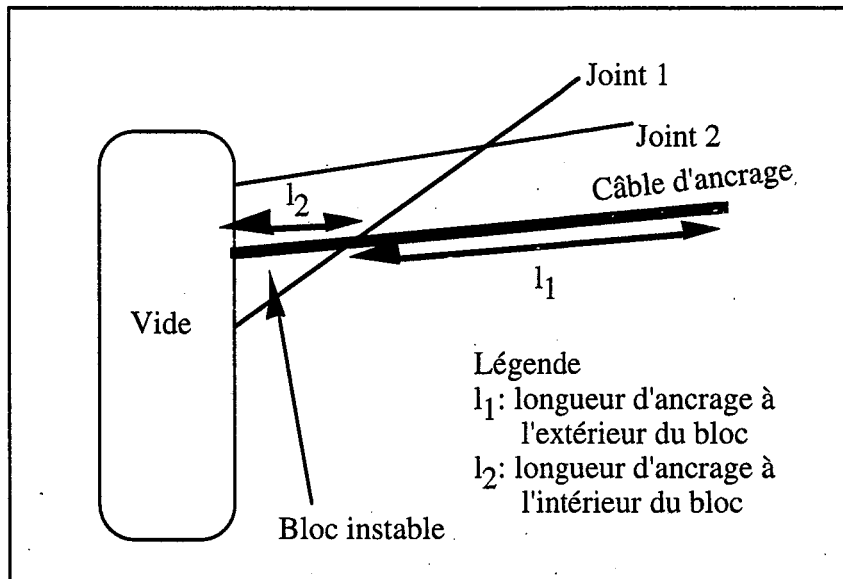 Joint 1
Joint 2
Câble d'ancrage
l2
l1
Vide
Légende
l1: longueur d'ancrage à
l'extérieur du bloc
l2: longueur d'ancrage à
l'intérieur du bloc
Bloc instable